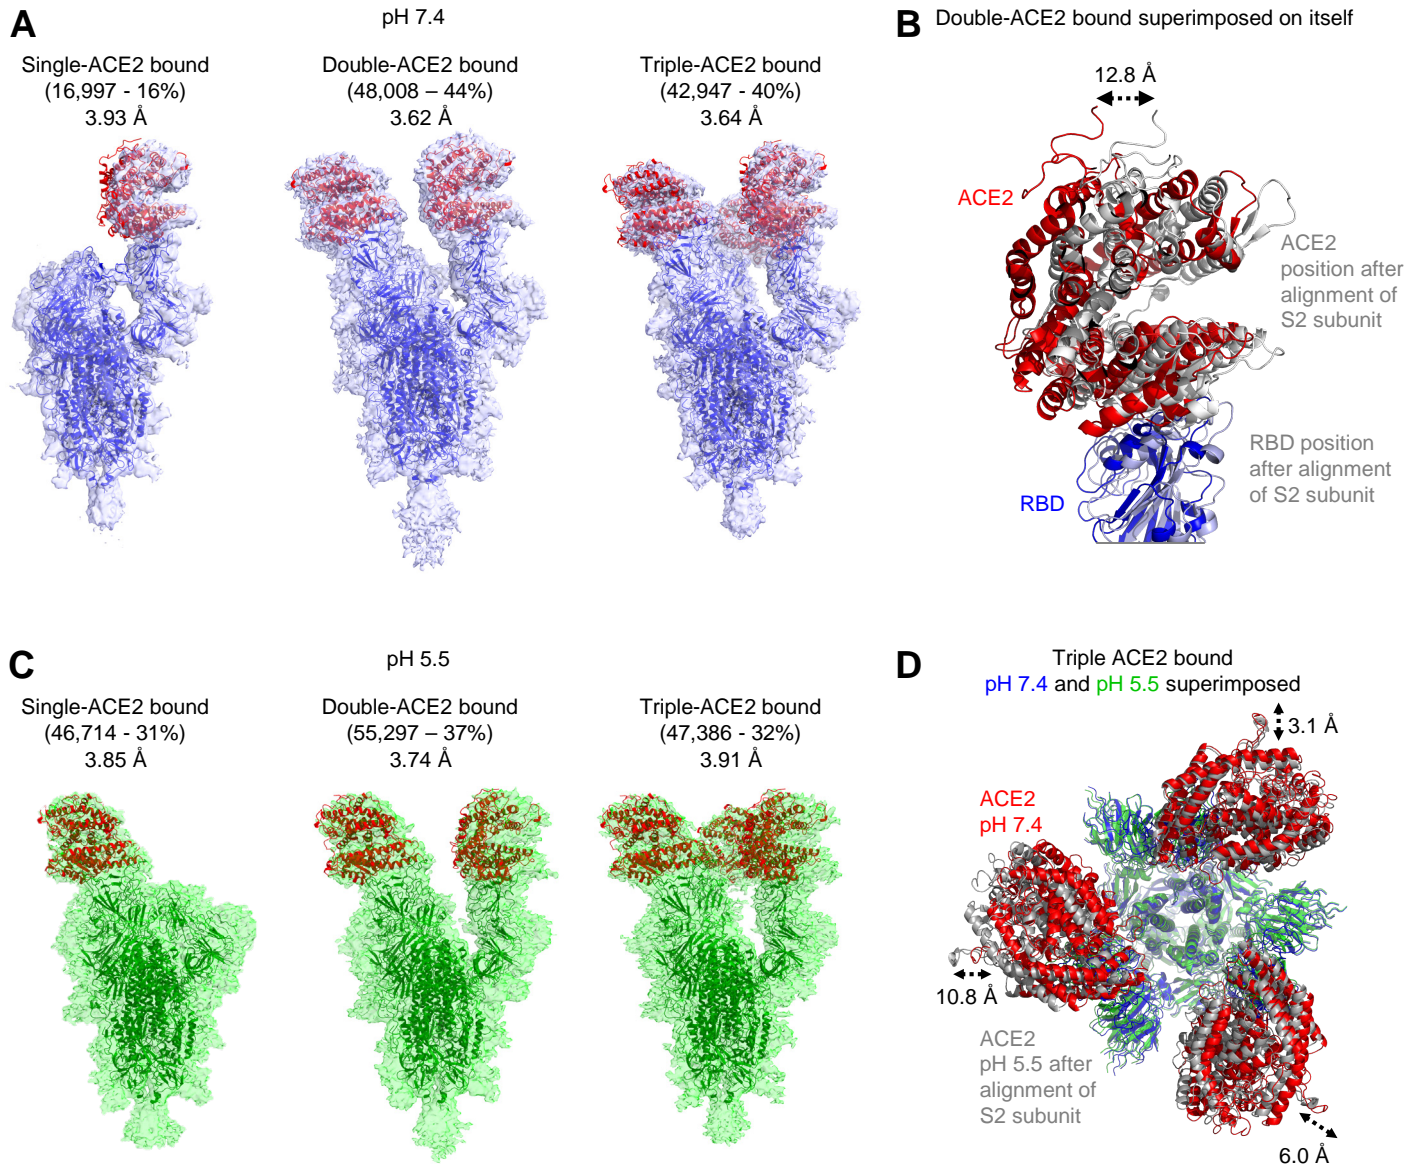 A
pH 7.4
Single-ACE2 bound
(16,997 - 16%)
3.93 Å
Double-ACE2 bound
(48,008 – 44%)
3.62 Å
Triple-ACE2 bound
(42,947 - 40%)
3.64 Å
B
Double-ACE2 bound superimposed on itself
12.8 Å
ACE2
ACE2
position after
alignment of
S2 subunit
RBD position
after alignment
of S2 subunit
RBD
C
pH 5.5
Single-ACE2 bound
(46,714 - 31%)
3.85 Å
Double-ACE2 bound
(55,297 – 37%)
3.74 Å
Triple-ACE2 bound
(47,386 - 32%)
3.91 Å
D
Triple ACE2 bound
pH 7.4 and pH 5.5 superimposed
3.1 Å
ACE2
pH 7.4
10.8 Å
ACE2
pH 5.5 after
alignment of
S2 subunit
6.0 Å